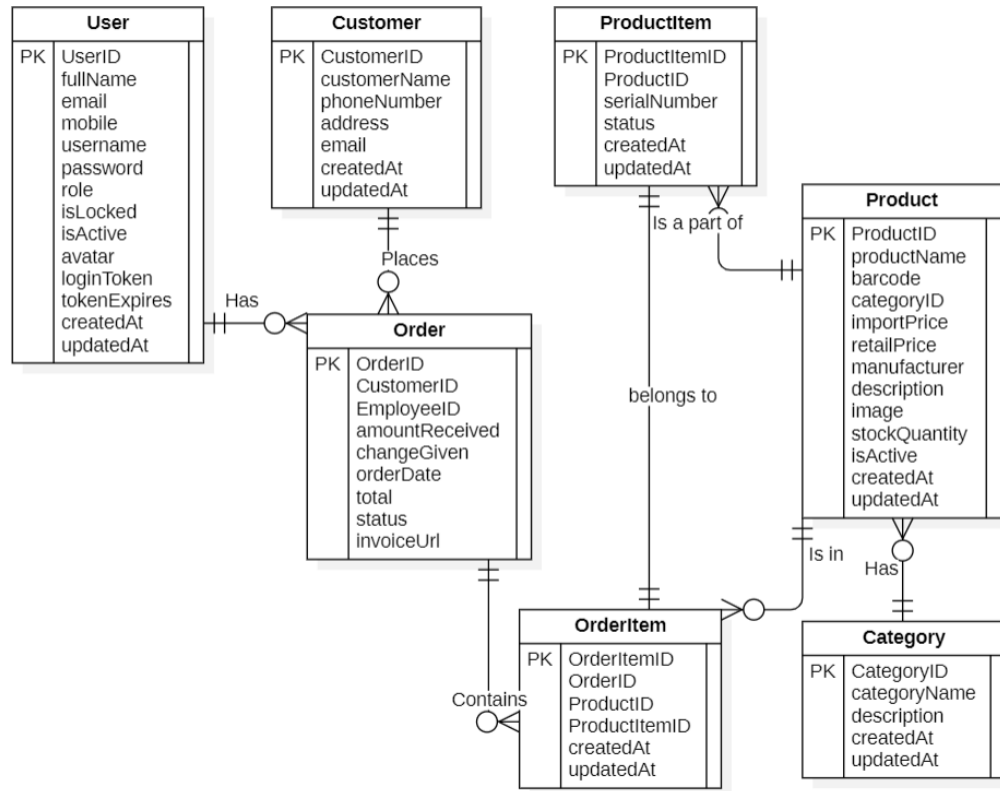 User
PK UserID
fullName
email
mobile
username
password
role
isLocked
isActive
avatar
loginToken
tokenExpires
createdAt
updatedAt
Customer
PK CustomerID
customerName
phoneNumber
address
email
createdAt
updatedAt
ProductItem
PK ProductItemID
ProductID
serialNumber
status
createdAt
updatedAt
Is a part of
Product
PK ProductID
productName
barcode
categoryID
importPrice
retailPrice
manufacturer
description
image
stockQuantity
isActive
createdAt
updatedAt
Places
Has
Order
PK OrderID
CustomerID
EmployeeID
amountReceived
changeGiven
orderDate
total
status
invoiceUrl
belongs to
Is in
Has
Contains
OrderItem
PK OrderItemID
OrderID
ProductID
ProductItemID
createdAt
updatedAt
Category
PK CategoryID
categoryName
description
createdAt
updatedAt